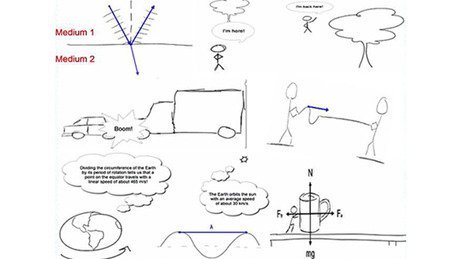 Medium 1
Medium 2
I'm here!
I'm back here!
Boom!
Dividing the circumference of the Earth
by its period of rotation tells us that a
point on the equator travels with a
linear speed of about 465 m/s!
The Earth orbits the sun
with an average speed
of about 30 km/s
A
N
mg